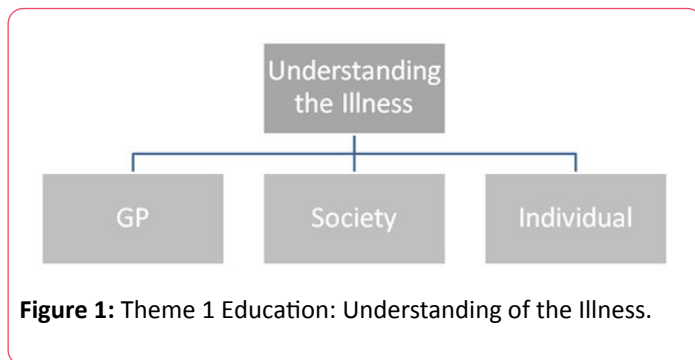 Understanding
the Illness
GP
Society
Individual
Figure 1: Theme 1 Education: Understanding of the Illness.